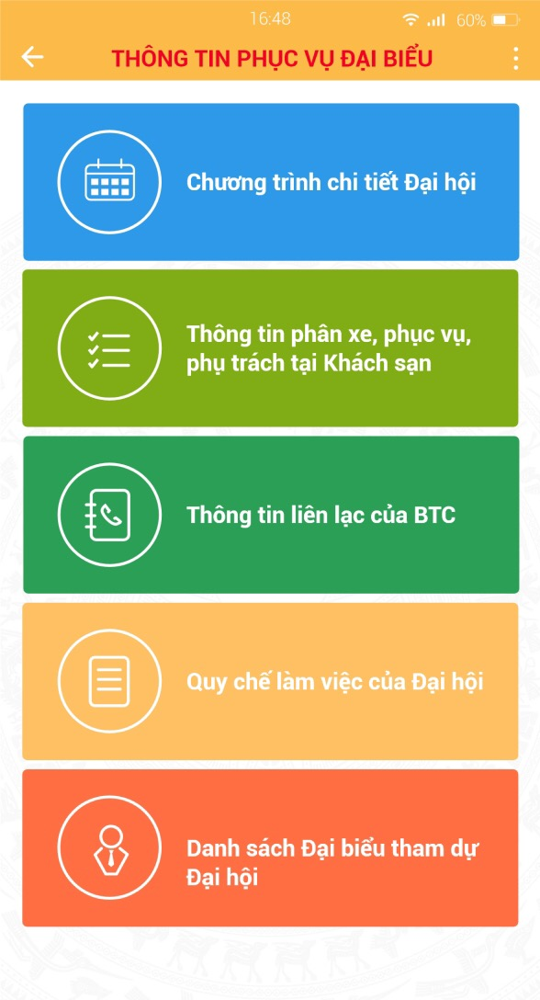 16:48
60%
THÔNG TIN PHỤC VỤ ĐẠI BIỂU
Chương trình chi tiết Đại hội
Thông tin phân xe, phục vụ,
phụ trách tại Khách sạn
Thông tin liên lạc của BTC
Quy chế làm việc của Đại hội
Danh sách Đại biểu tham dự
Đại hội